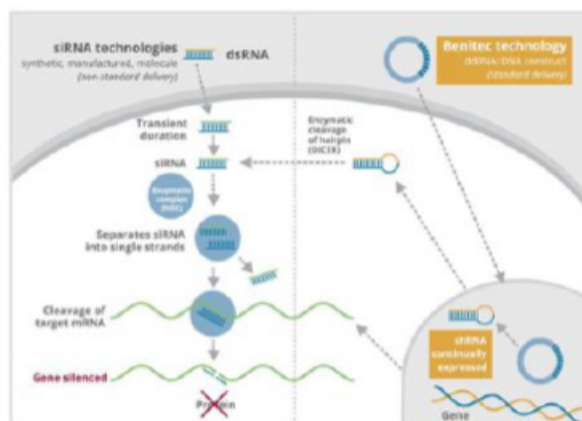 siRNA technologies
synthetic, manufactured, molecule
(non-standard delivery)
dsRNA
Benitec technology
ddRNA/DNA construct
(standard delivery)
Transient
duration
Enzymatic
cleavage
of hairpin
(DICER)
siRNA
Enzymatic
complex
(RISC)
Separates siRNA
into single strands
Cleavage of
target mRNA
shRNA
continually
expressed
Gene silenced
Protein
Gene